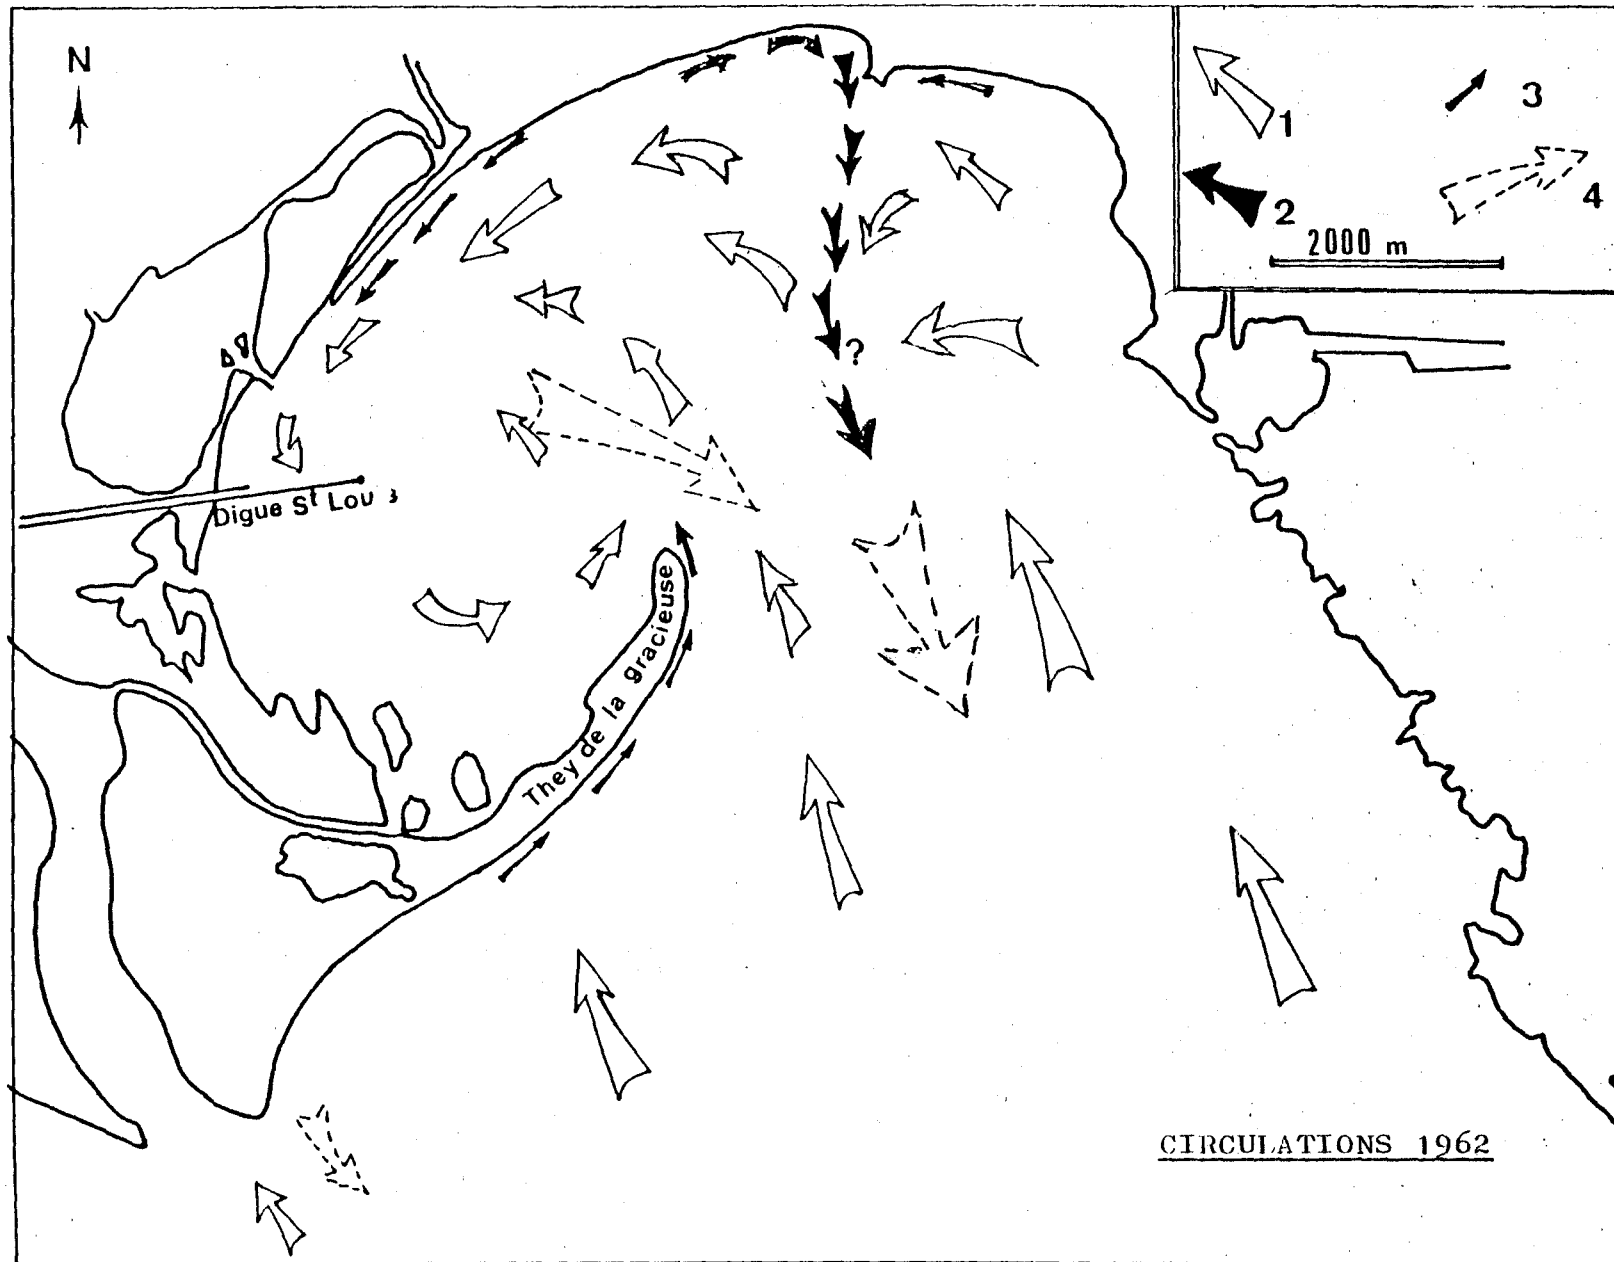 N
1
3
2
4
2000 m
?
Digue St Lou s
They de la gracieuse
CIRCULATIONS 1962